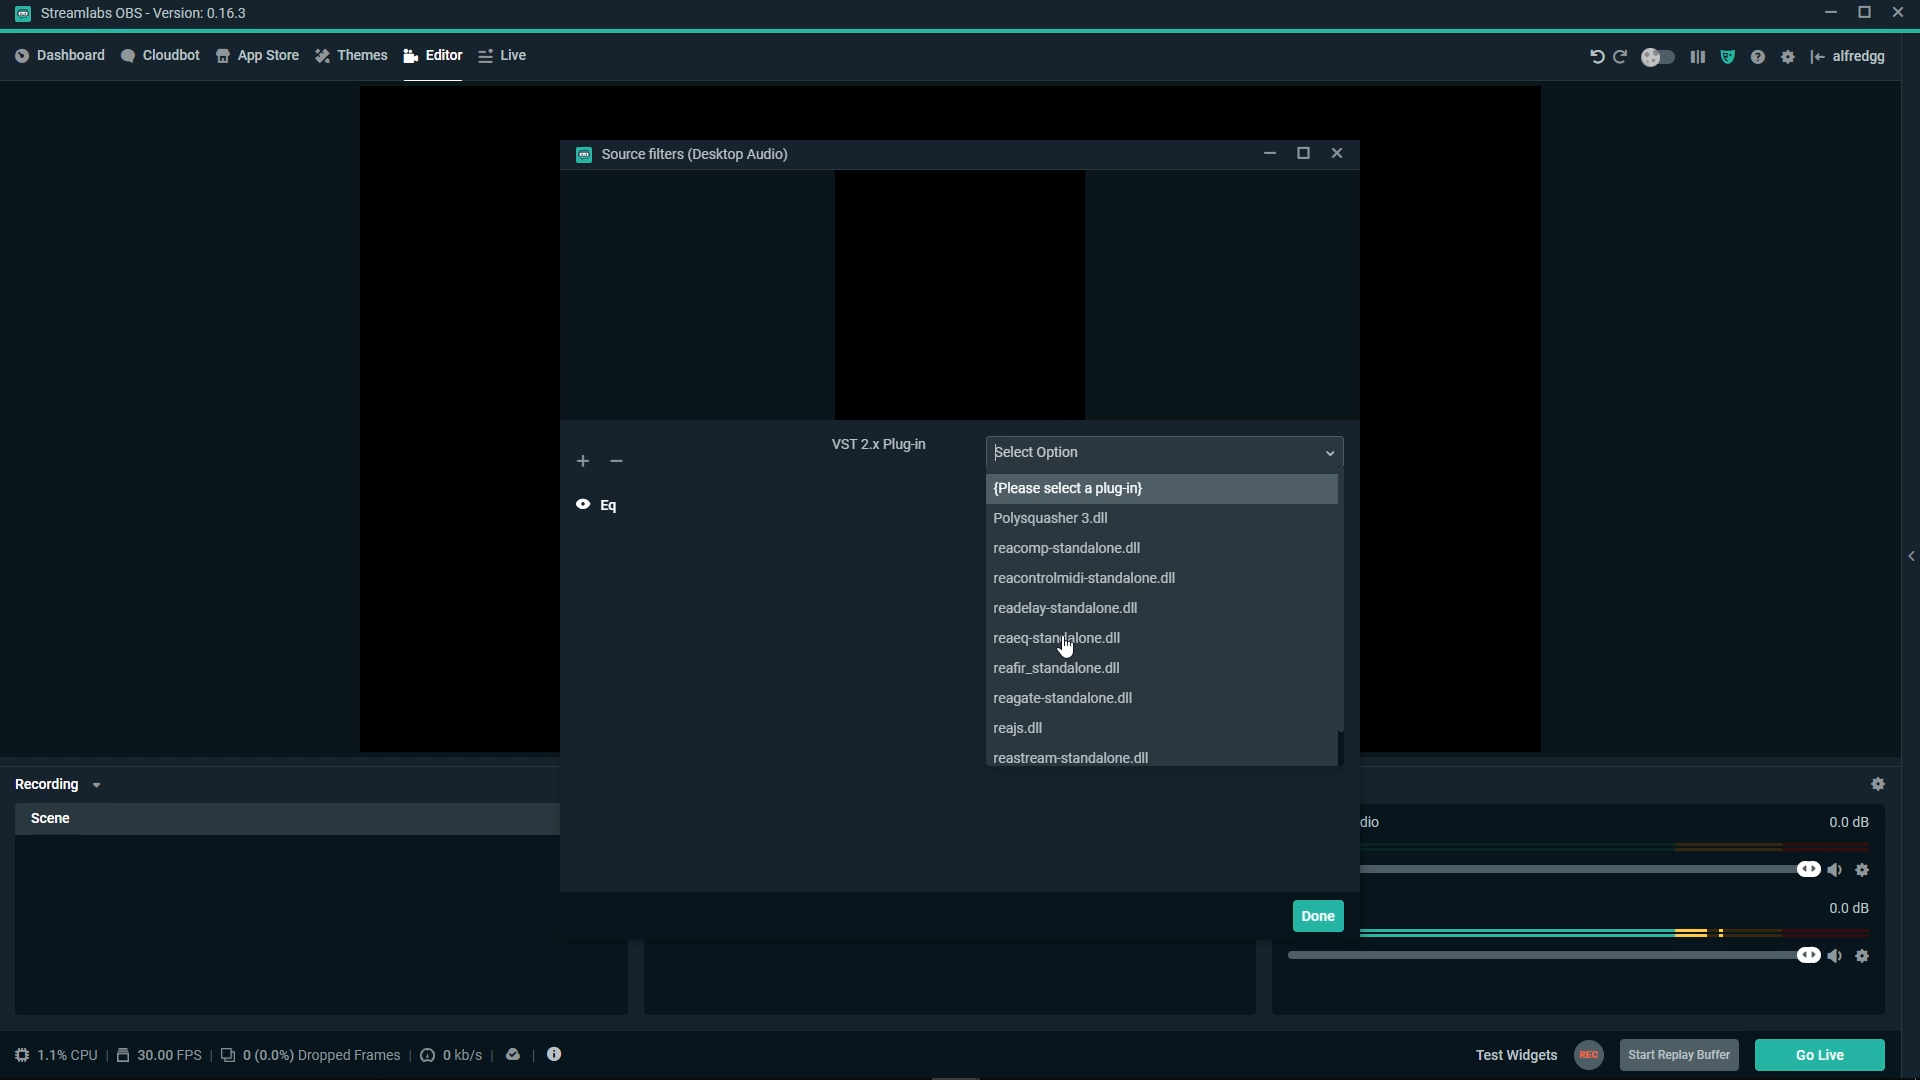 Streamlabs OBS - Version: 0.16.3
Dashboard Cloudbot App Store Themes Editor Live alfredgg
Source filters (Desktop Audio)
VST 2.x Plug-in Select Option
{Please select a plug-in}
Eq
Polysquasher 3.dll
reacomp-standalone.dll
reacontrolmidi-standalone.dll
readelay-standalone.dll
reaeq-standalone.dll
reafir_standalone.dll
reagate-standalone.dll
reajs.dll
reastream-standalone.dll
Recording
Scene
dio 0.0 dB
0.0 dB
Done
1.1% CPU 30.00 FPS 0 (0.0%) Dropped Frames 0 kb/s Test Widgets REC Start Replay Buffer Go Live